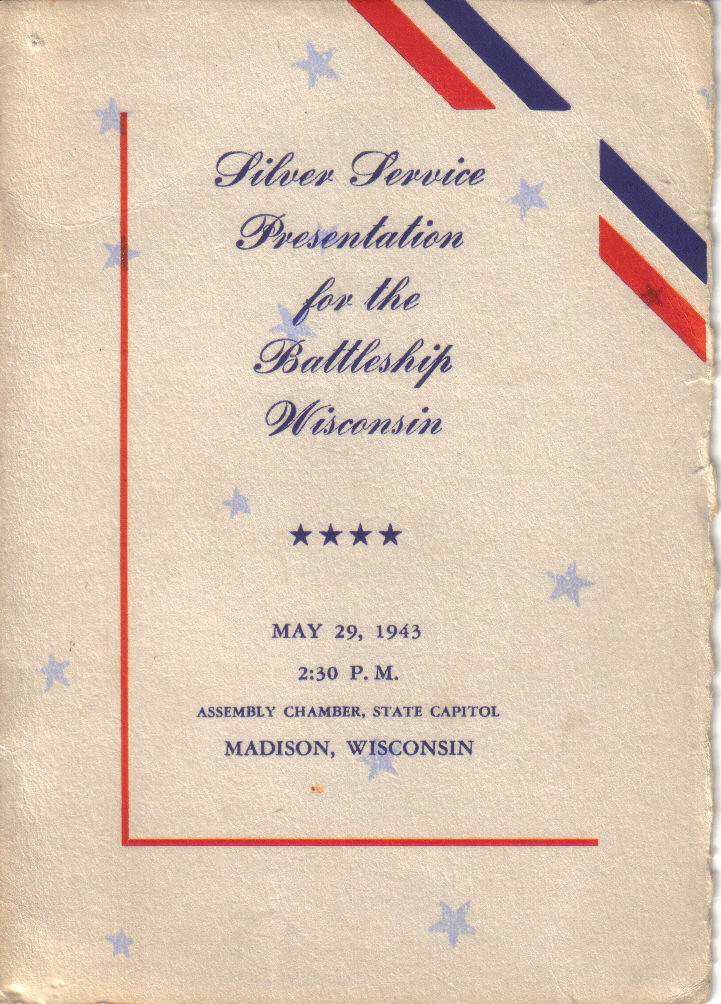 Silver Service
Presentation
for the
Battleship
Wisconsin
★★★★
MAY 29, 1943
2:30 P. M.
ASSEMBLY CHAMBER, STATE CAPITOL
MADISON, WISCONSIN